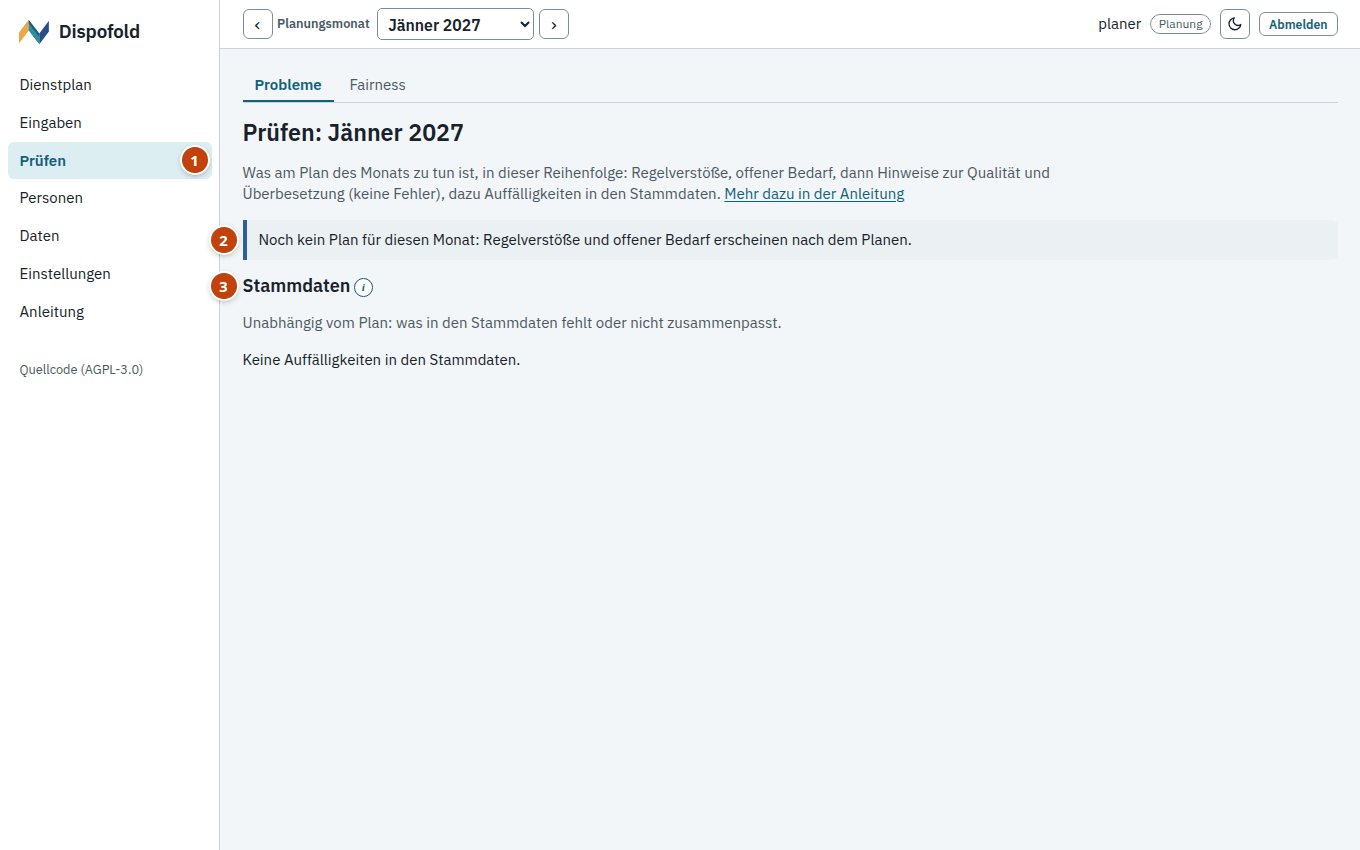 Dispofold
‹ Planungsmonat Jänner 2027 ›
planer Planung Abmelden
Dienstplan
Eingaben
Prüfen 1
Personen
Daten
Einstellungen
Anleitung
Quellcode (AGPL-3.0)
Probleme Fairness
Prüfen: Jänner 2027
Was am Plan des Monats zu tun ist, in dieser Reihenfolge: Regelverstöße, offener Bedarf, dann Hinweise zur Qualität und
Überbesetzung (keine Fehler), dazu Auffälligkeiten in den Stammdaten. Mehr dazu in der Anleitung
2 Noch kein Plan für diesen Monat: Regelverstöße und offener Bedarf erscheinen nach dem Planen.
3 Stammdaten i
Unabhängig vom Plan: was in den Stammdaten fehlt oder nicht zusammenpasst.
Keine Auffälligkeiten in den Stammdaten.